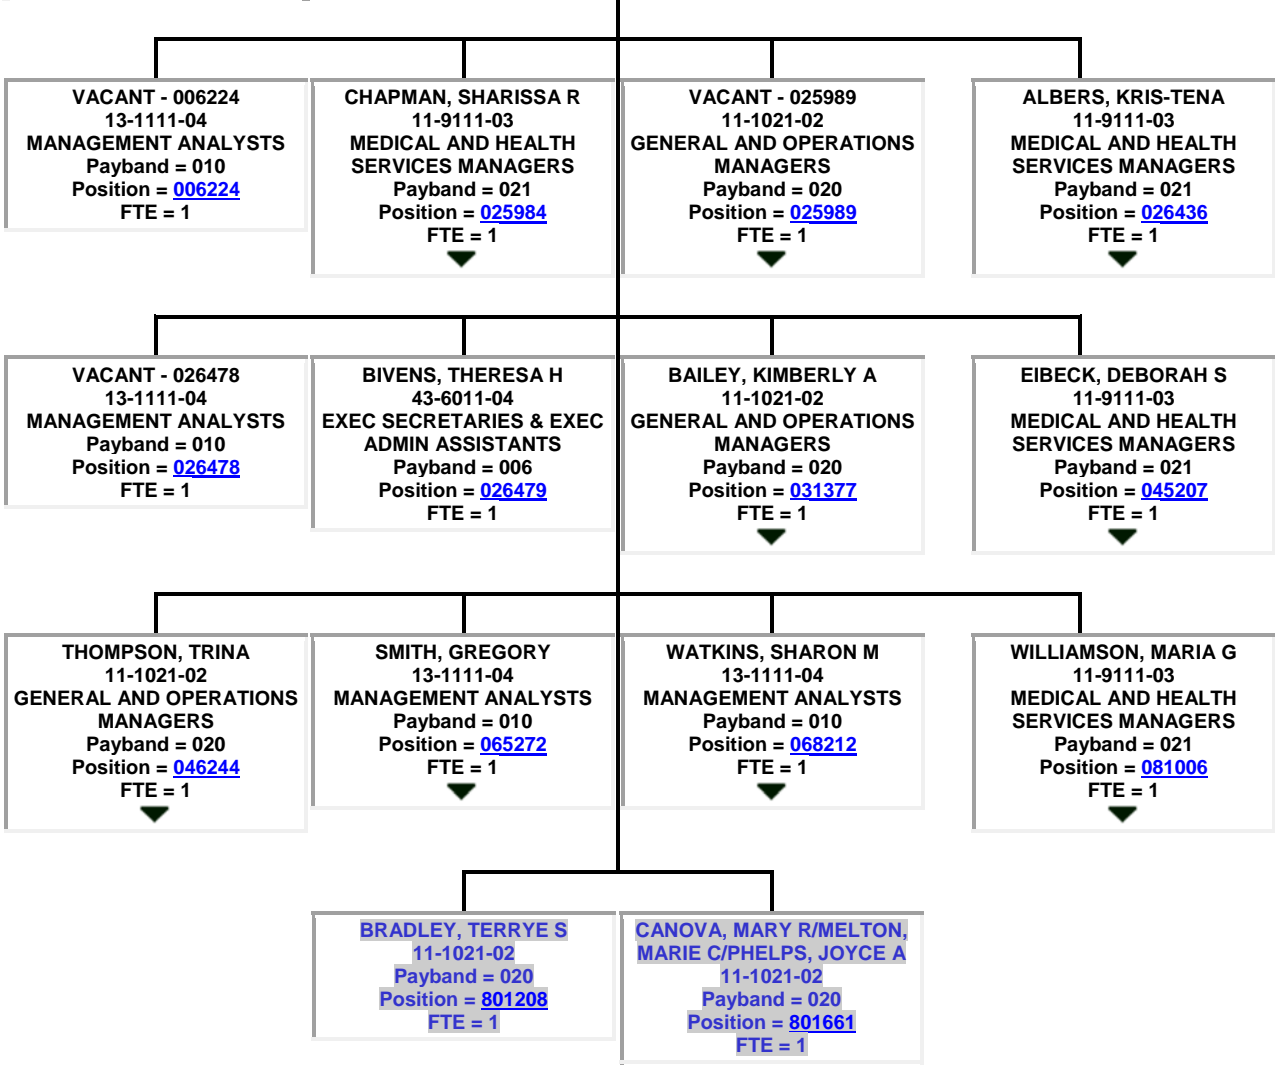 VACANT - 006224
13-1111-04
MANAGEMENT ANALYSTS
Payband = 010
Position = 006224
FTE = 1
CHAPMAN, SHARISSA R
11-9111-03
MEDICAL AND HEALTH
SERVICES MANAGERS
Payband = 021
Position = 025984
FTE = 1
VACANT - 025989
11-1021-02
GENERAL AND OPERATIONS
MANAGERS
Payband = 020
Position = 025989
FTE = 1
ALBERS, KRIS-TENA
11-9111-03
MEDICAL AND HEALTH
SERVICES MANAGERS
Payband = 021
Position = 026436
FTE = 1
VACANT - 026478
13-1111-04
MANAGEMENT ANALYSTS
Payband = 010
Position = 026478
FTE = 1
BIVENS, THERESA H
43-6011-04
EXEC SECRETARIES & EXEC
ADMIN ASSISTANTS
Payband = 006
Position = 026479
FTE = 1
BAILEY, KIMBERLY A
11-1021-02
GENERAL AND OPERATIONS
MANAGERS
Payband = 020
Position = 031377
FTE = 1
EIBECK, DEBORAH S
11-9111-03
MEDICAL AND HEALTH
SERVICES MANAGERS
Payband = 021
Position = 045207
FTE = 1
THOMPSON, TRINA
11-1021-02
GENERAL AND OPERATIONS
MANAGERS
Payband = 020
Position = 046244
FTE = 1
SMITH, GREGORY
13-1111-04
MANAGEMENT ANALYSTS
Payband = 010
Position = 065272
FTE = 1
WATKINS, SHARON M
13-1111-04
MANAGEMENT ANALYSTS
Payband = 010
Position = 068212
FTE = 1
WILLIAMSON, MARIA G
11-9111-03
MEDICAL AND HEALTH
SERVICES MANAGERS
Payband = 021
Position = 081006
FTE = 1
BRADLEY, TERRYE S
11-1021-02
Payband = 020
Position = 801208
FTE = 1
CANOVA, MARY R/MELTON,
MARIE C/PHELPS, JOYCE A
11-1021-02
Payband = 020
Position = 801661
FTE = 1